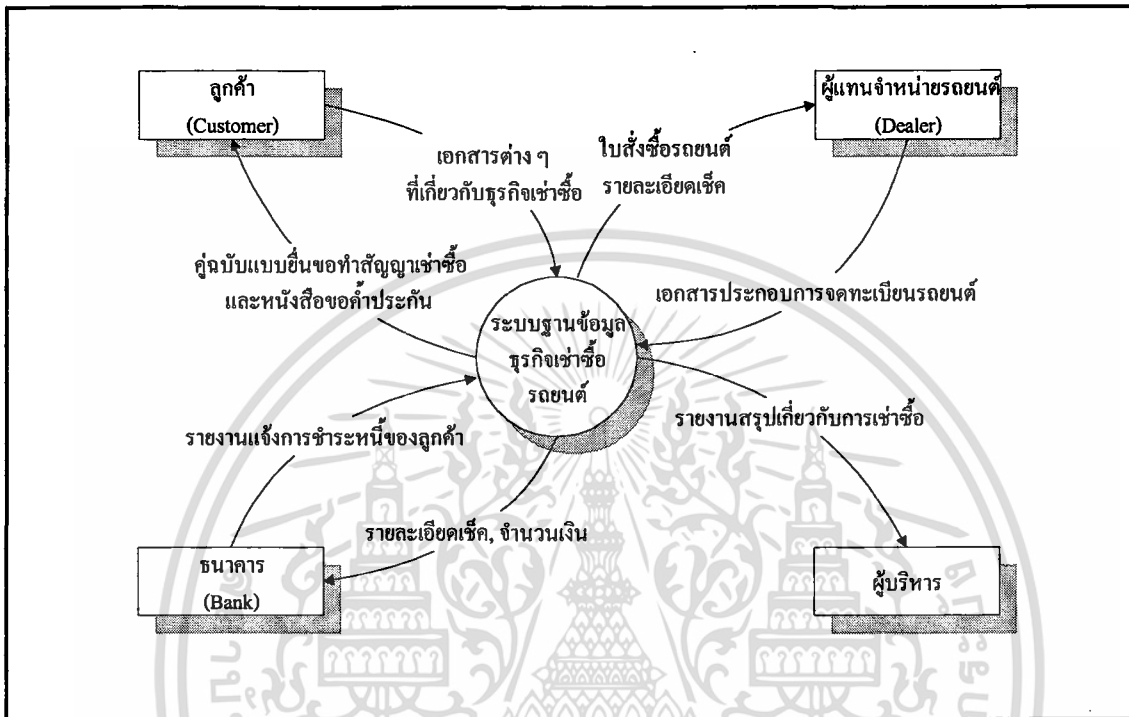 ลูกค้า
(Customer)
ผู้แทนจำหน่ายรถยนต์
(Dealer)
เอกสารต่าง ๆ
ที่เกี่ยวกับธุรกิจเช่าซื้อ
ใบสั่งซื้อรถยนต์
รายละเอียดเช็ค
คู่ฉบับแบบยื่นขอทำสัญญาเช่าซื้อ
และหนังสือขอค้ำประกัน
เอกสารประกอบการจดทะเบียนรถยนต์
ระบบฐานข้อมูล
ธุรกิจเช่าซื้อ
รถยนต์
รายงานแจ้งการชำระหนี้ของลูกค้า
รายงานสรุปเกี่ยวกับการเช่าซื้อ
รายละเอียดเช็ค, จำนวนเงิน
ธนาคาร
(Bank)
ผู้บริหาร